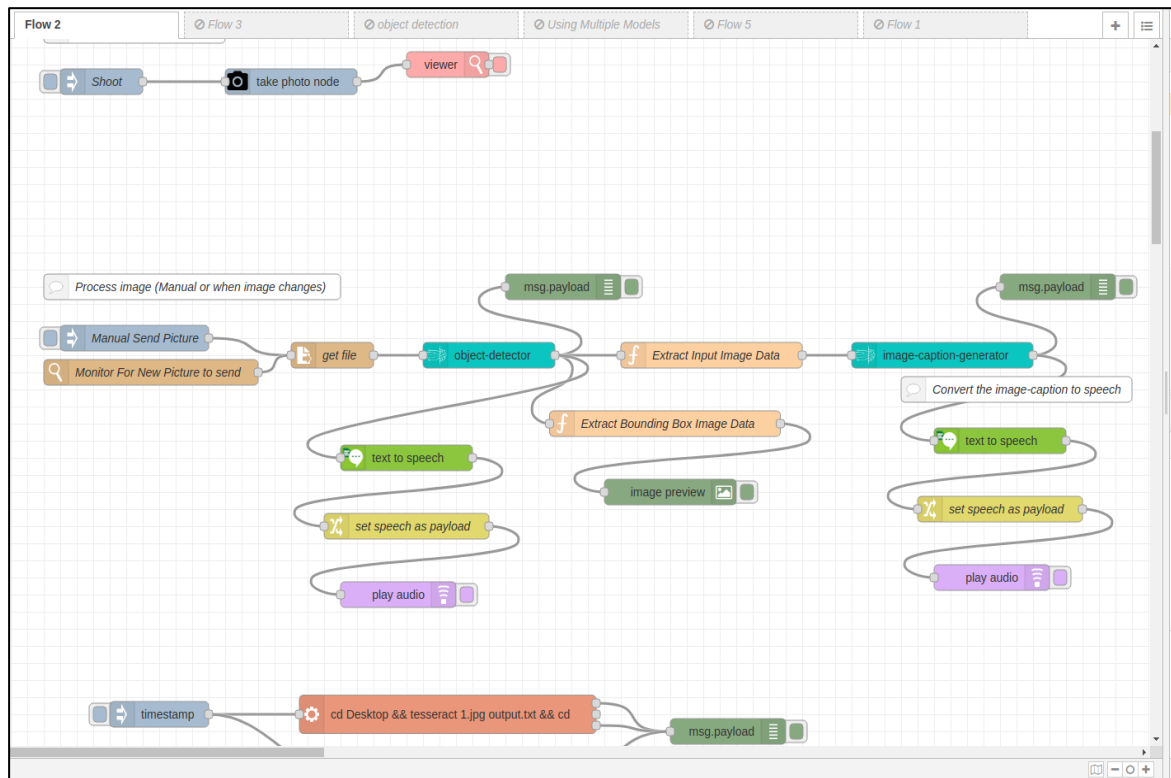 Flow 2
Flow 3
object detection
Using Multiple Models
Flow 5
Flow 1
Shoot
take photo node
viewer
Process image (Manual or when image changes)
msg.payload
msg.payload
Manual Send Picture
get file
object-detector
Extract Input Image Data
image-caption-generator
Monitor For New Picture to send
Convert the image-caption to speech
Extract Bounding Box Image Data
text to speech
text to speech
image preview
set speech as payload
set speech as payload
play audio
play audio
timestamp
cd Desktop && tesseract 1.jpg output.txt && cd
msg.payload